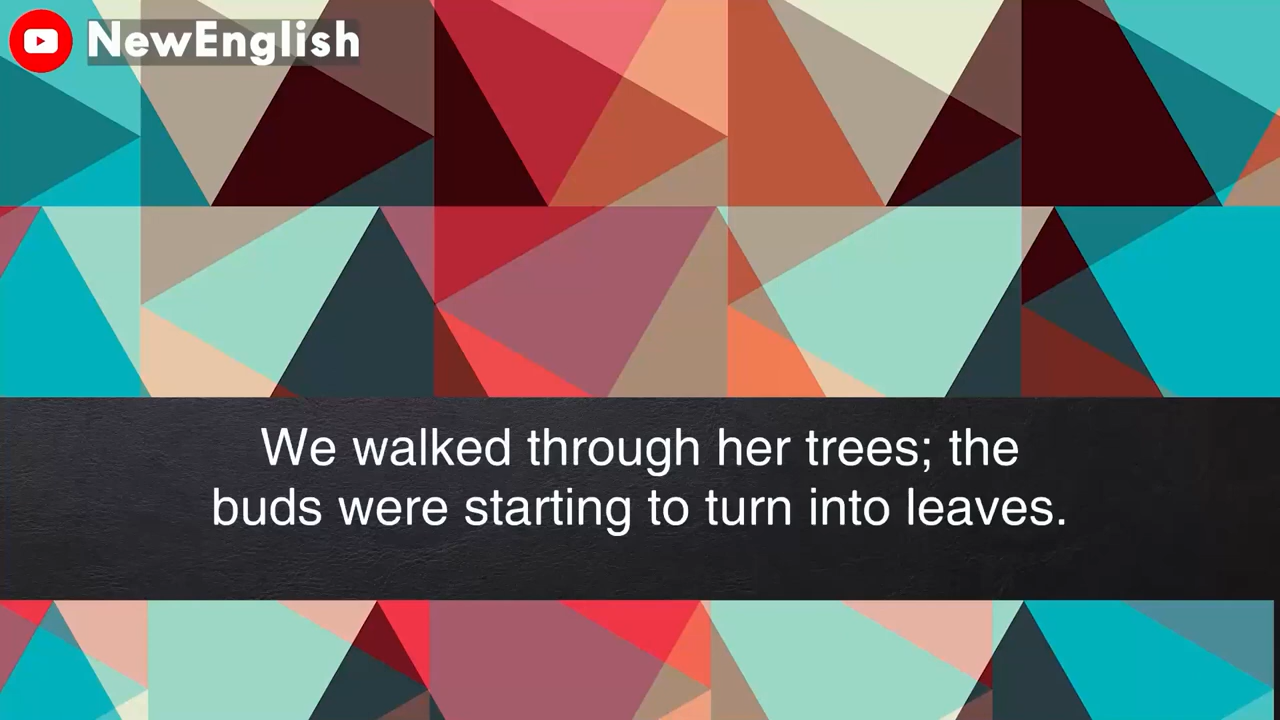 NewEnglish
We walked through her trees; the
buds were starting to turn into leaves.